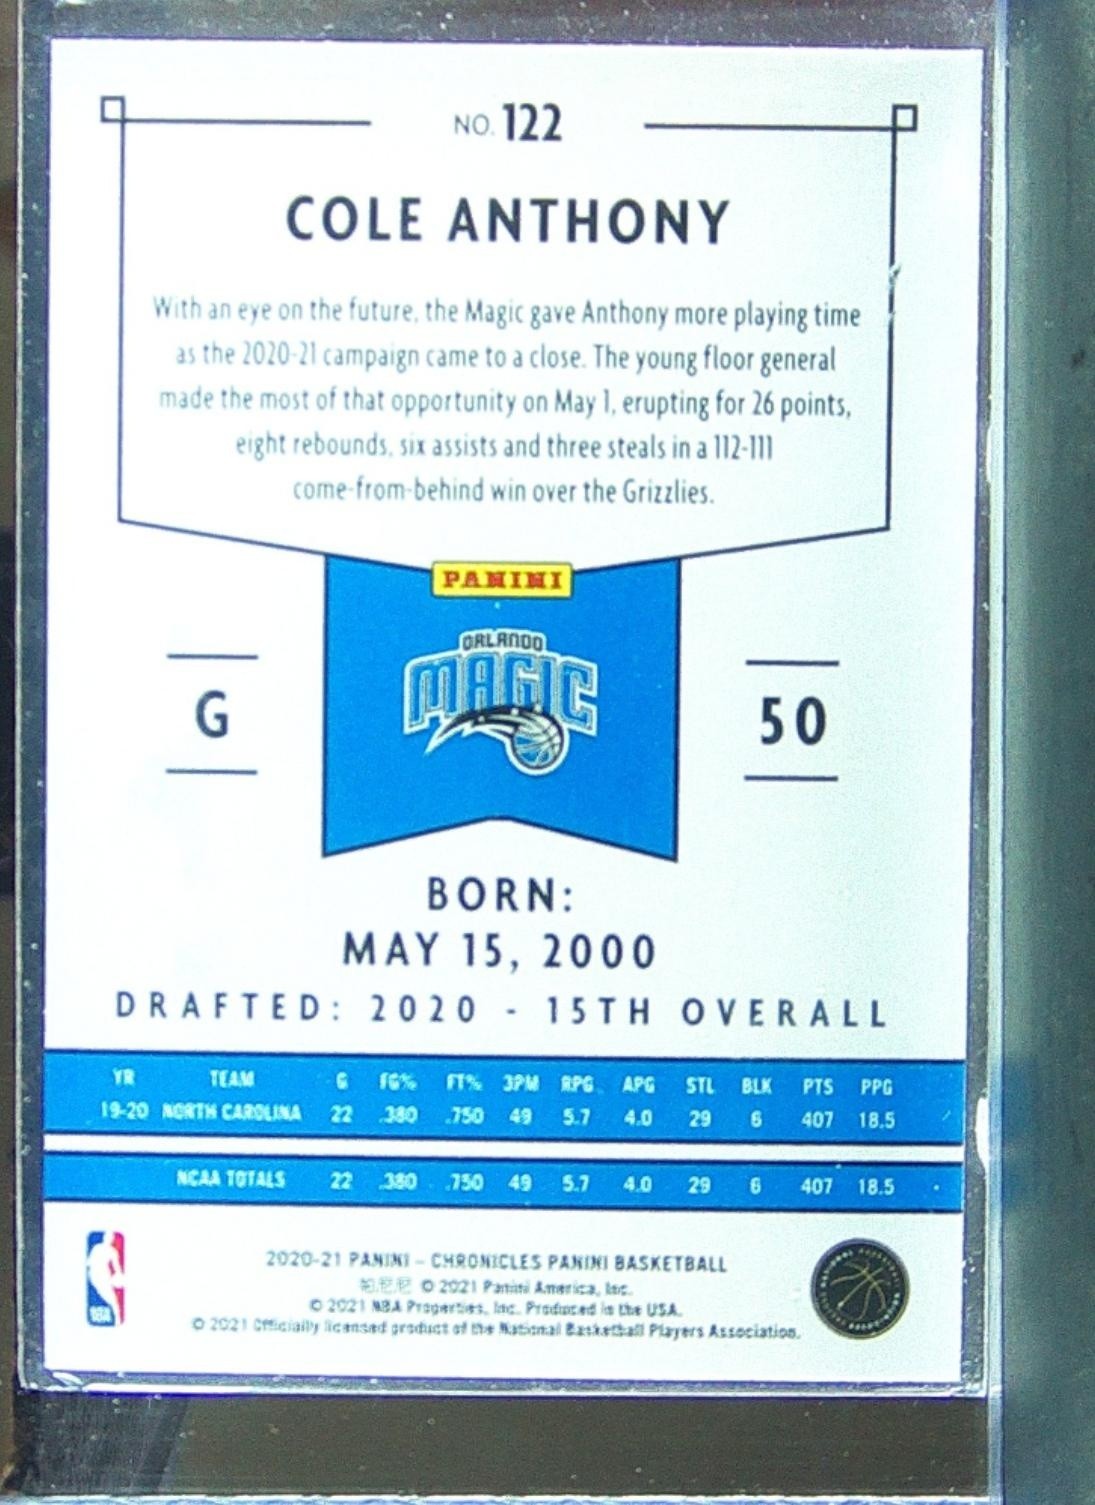 NO. 122
COLE ANTHONY
With an eye on the future, the Magic gave Anthony more playing time
as the 2020-21 campaign came to a close. The young floor general
made the most of that opportunity on May 1, erupting for 26 points,
eight rebounds, six assists and three steals in a 112-111
come-from-behind win over the Grizzlies.
PANINI
ORLANDO
MAGIC
G
50
BORN:
MAY 15, 2000
DRAFTED: 2020 - 15TH OVERALL
YR TEAM G FG% FT% 3PM RPG APG STL BLK PTS PPG
19-20 NORTH CAROLINA 22 .380 .750 49 5.7 4.0 29 6 407 18.5
NCAA TOTALS 22 .380 .750 49 5.7 4.0 29 6 407 18.5
2020-21 PANINI – CHRONICLES PANINI BASKETBALL
© 2021 Panini America, Inc.
© 2021 NBA Properties, Inc. Produced in the USA.
© 2021 Officially licensed product of the National Basketball Players Association.
NBA